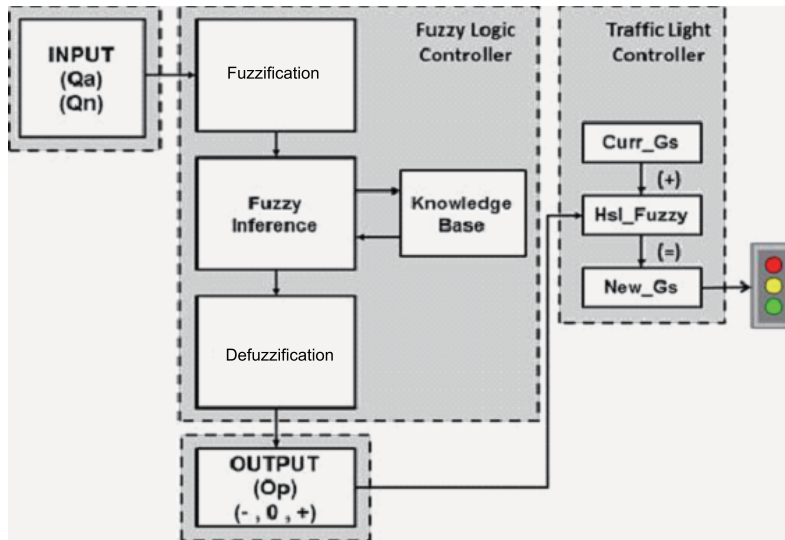 INPUT
(Qa)
(Qn)
Fuzzy Logic
Controller
Fuzzification
Fuzzy
Inference
Knowledge
Base
Defuzzification
OUTPUT
(Op)
(- , 0 , +)
Traffic Light
Controller
Curr_Gs
(+)
Hsl_Fuzzy
(=)
New_Gs